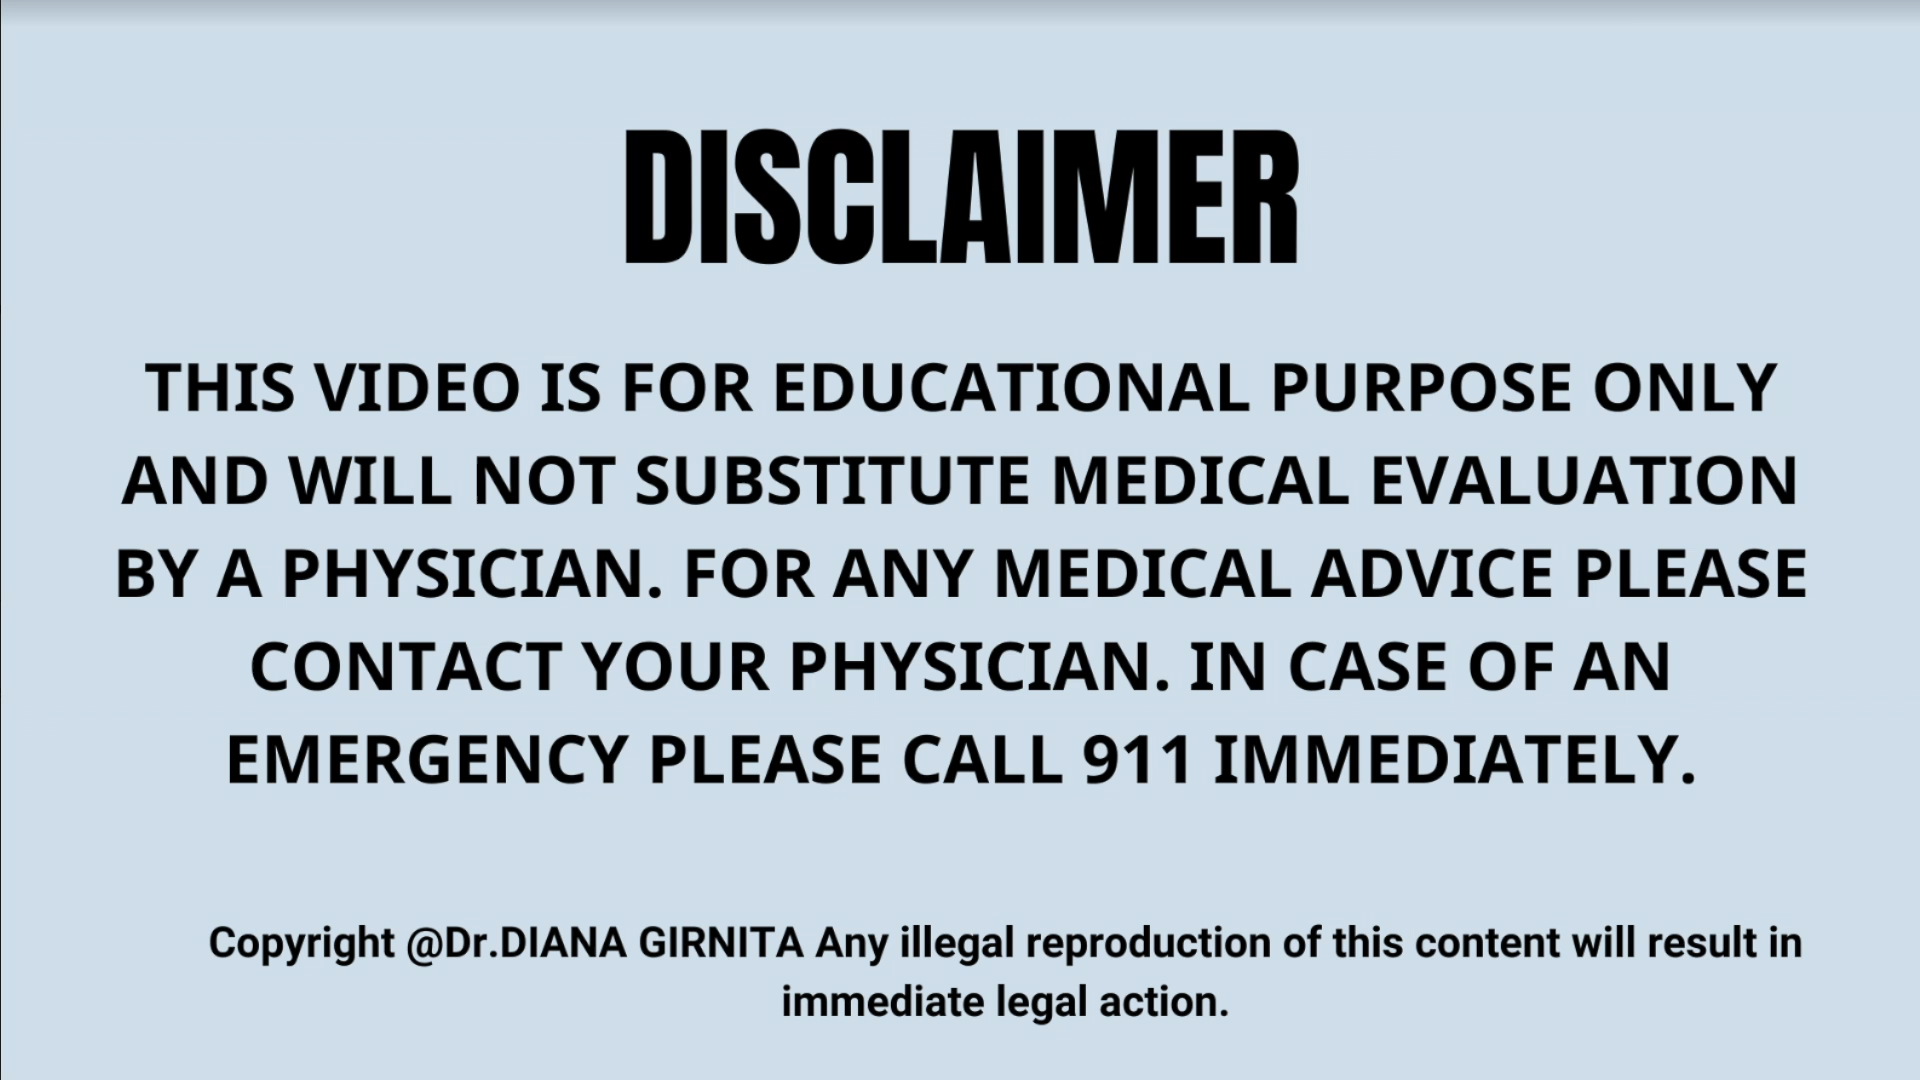 DISCLAIMER
THIS VIDEO IS FOR EDUCATIONAL PURPOSE ONLY
AND WILL NOT SUBSTITUTE MEDICAL EVALUATION
BY A PHYSICIAN. FOR ANY MEDICAL ADVICE PLEASE
CONTACT YOUR PHYSICIAN. IN CASE OF AN
EMERGENCY PLEASE CALL 911 IMMEDIATELY.
Copyright @Dr.DIANA GIRNITA Any illegal reproduction of this content will result in
immediate legal action.